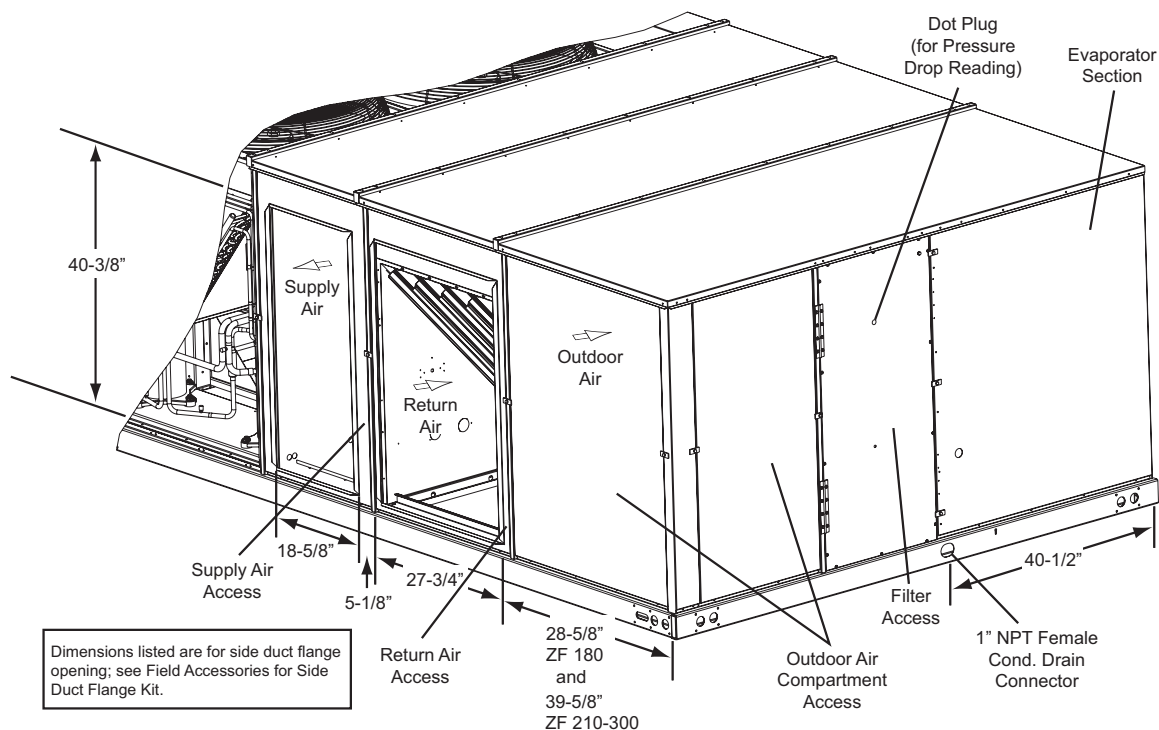 Dot Plug
(for Pressure
Drop Reading)
Evaporator
Section
40-3/8”
Supply
Air
Outdoor
Air
Return
Air
18-5/8”
Supply Air
Access
5-1/8”
27-3/4”
Return Air
Access
28-5/8”
ZF 180
and
39-5/8”
ZF 210-300
Outdoor Air
Compartment
Access
Filter
Access
40-1/2”
1” NPT Female
Cond. Drain
Connector
Dimensions listed are for side duct flange
opening; see Field Accessories for Side
Duct Flange Kit.